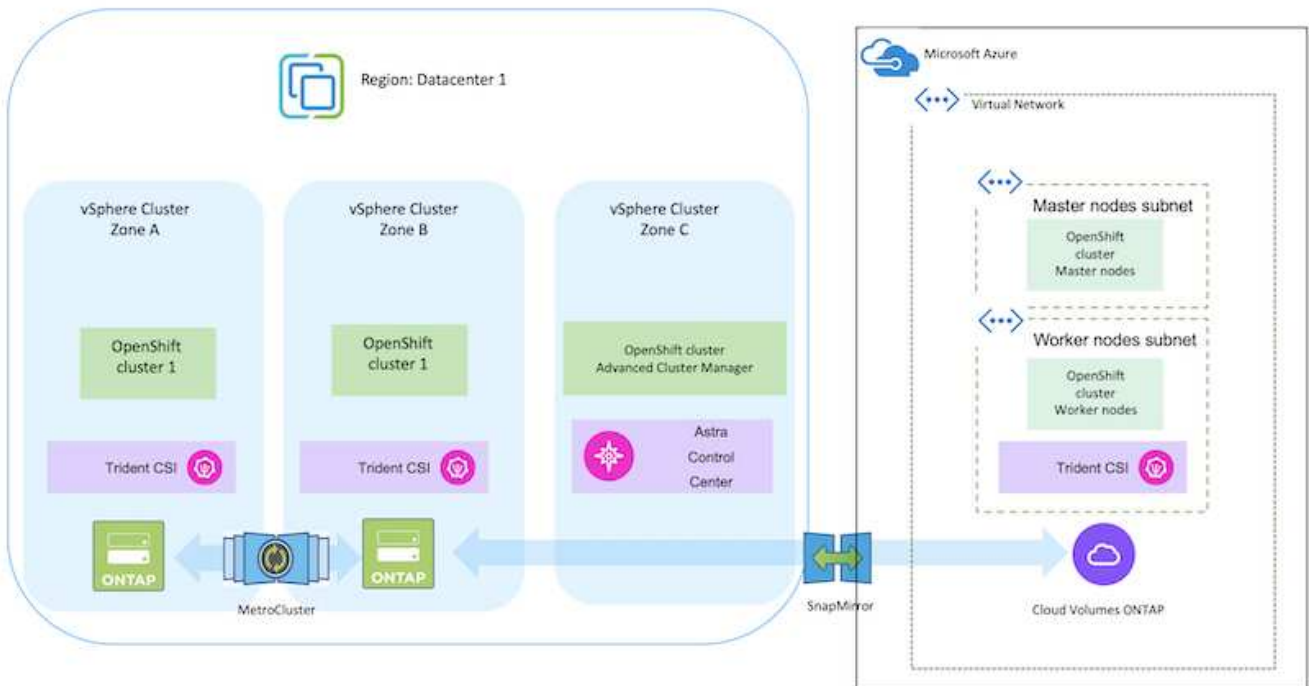 Region: Datacenter 1
vSphere Cluster
Zone A
OpenShift
cluster 1
Trident CSI
ONTAP
MetroCluster
vSphere Cluster
Zone B
OpenShift
cluster 1
Trident CSI
ONTAP
vSphere Cluster
Zone C
OpenShift cluster
Advanced Cluster Manager
Astra
Control
Center
SnapMirror
Microsoft Azure
Virtual Network
Master nodes subnet
OpenShift
cluster
Master nodes
Worker nodes subnet
OpenShift
cluster
Worker nodes
Trident CSI
Cloud Volumes ONTAP